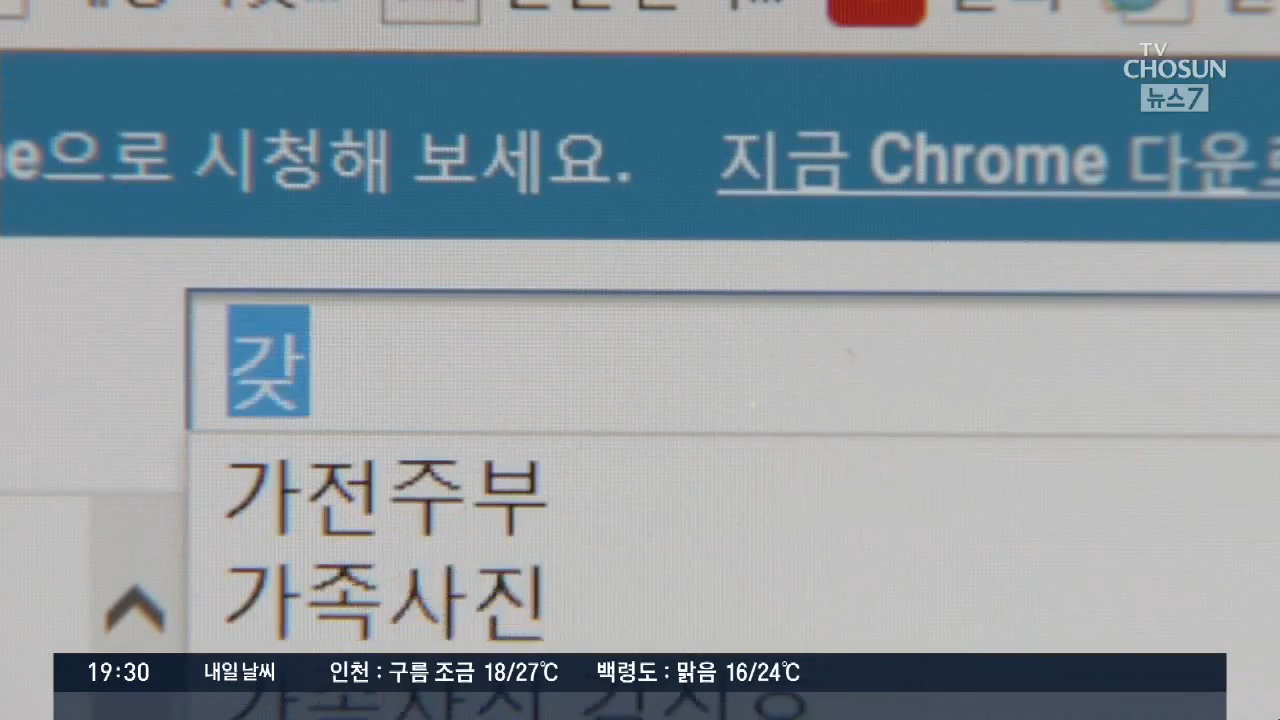 TV
CHOSUN
뉴스7
e으로 시청해 보세요. 지금 Chrome 다운로
갖
가전주부
가족사진
19:30 내일날씨 인천 : 구름 조금 18/27℃ 백령도 : 맑음 16/24℃